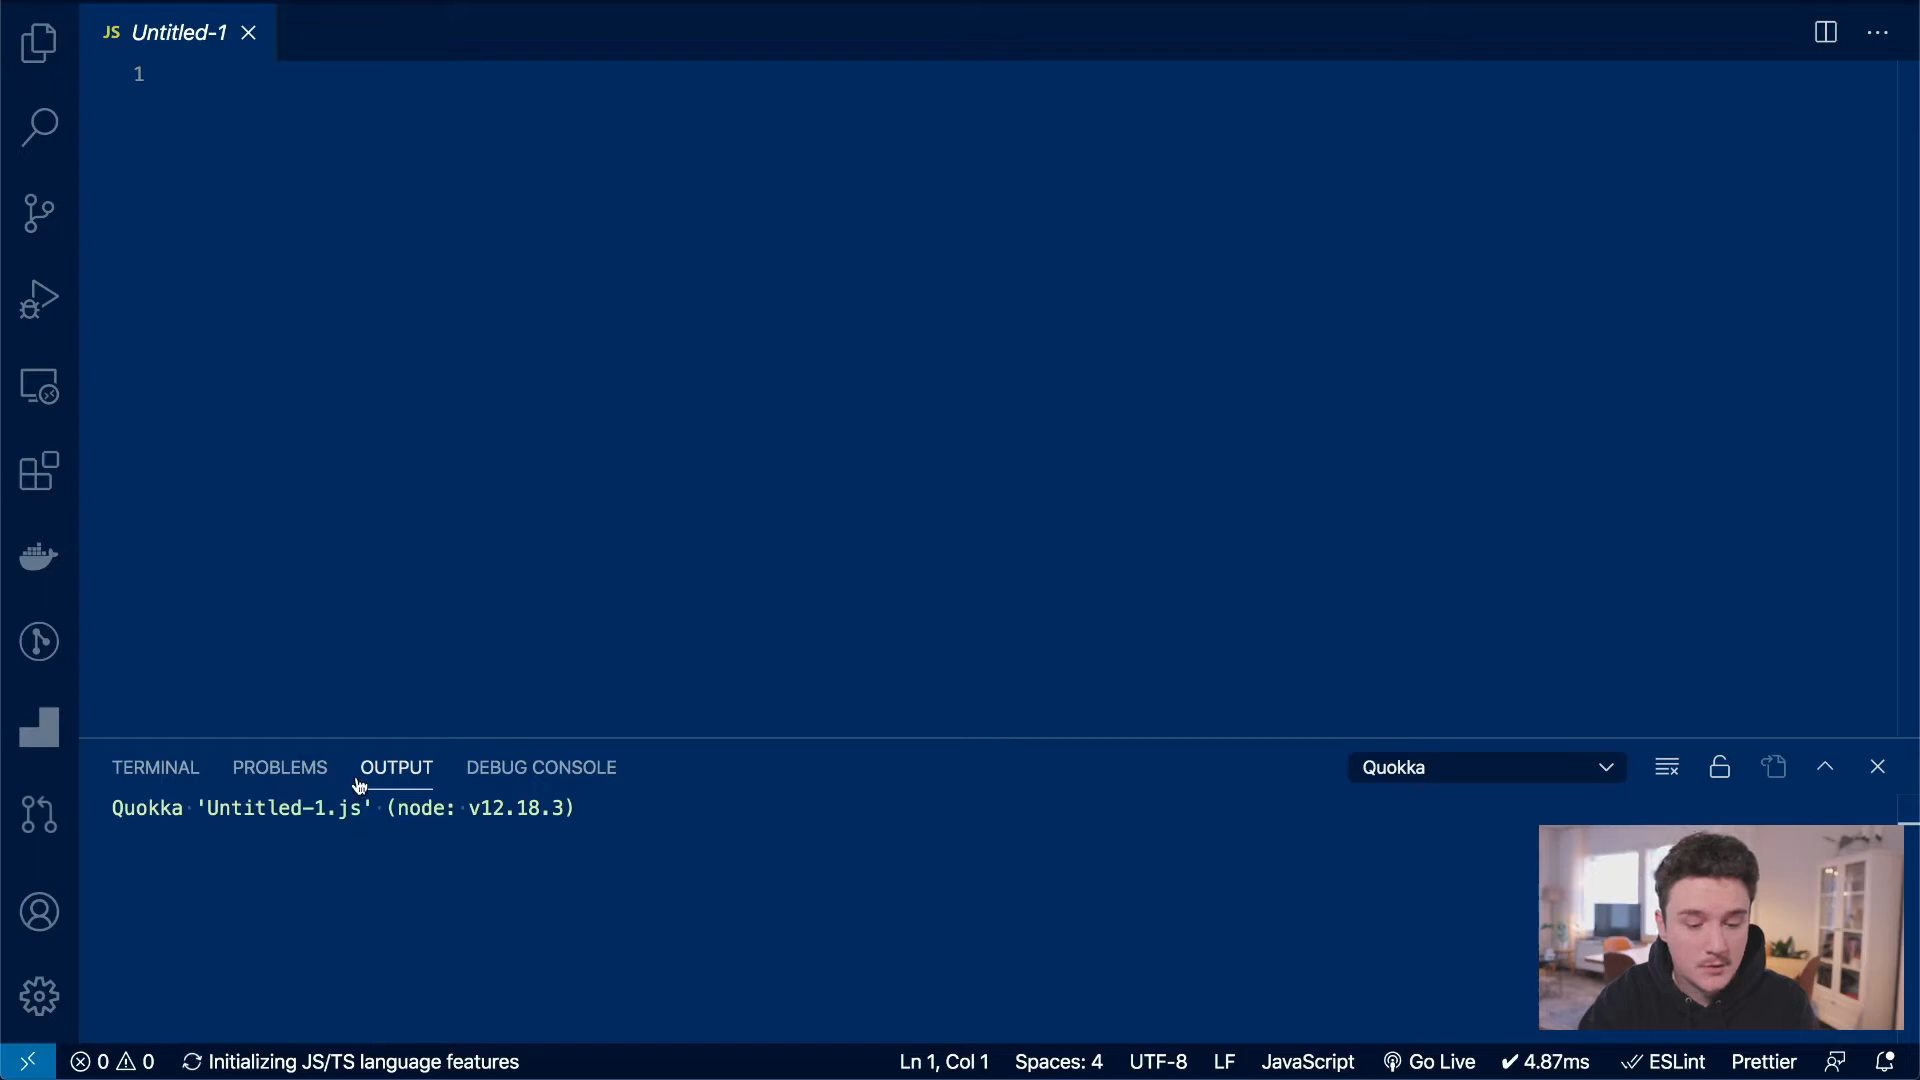 JS Untitled-1
1
TERMINAL PROBLEMS OUTPUT DEBUG CONSOLE Quokka
Quokka 'Untitled-1.js' (node: v12.18.3)
0 0 Initializing JS/TS language features Ln 1, Col 1 Spaces: 4 UTF-8 LF JavaScript Go Live ✔ 4.87ms ESLint Prettier